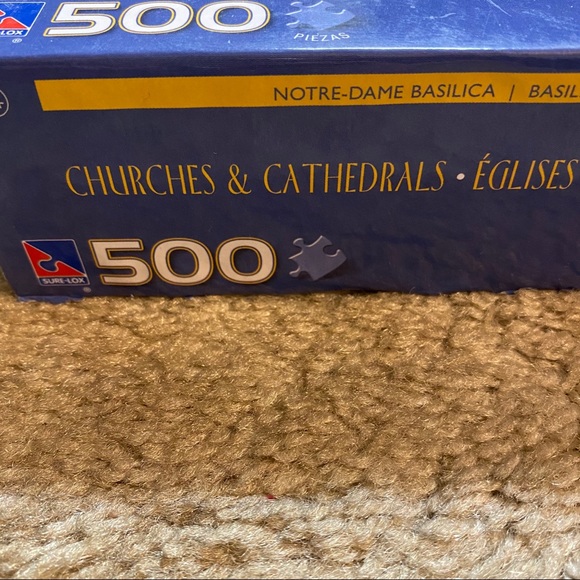 500
PIEZAS
NOTRE-DAME BASILICA | BASIL
CHURCHES & CATHEDRALS • ÉGLISES
SURE-LOX
®
500